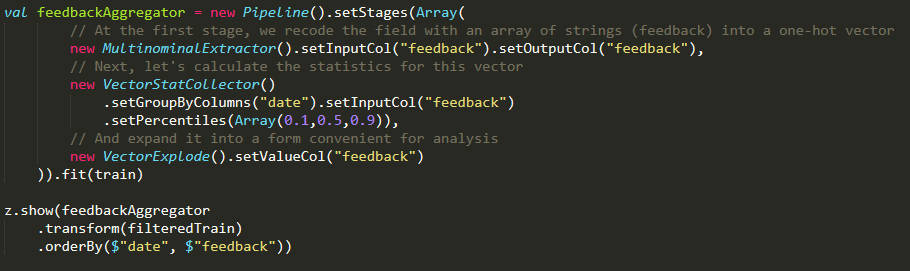 val feedbackAggregator = new Pipeline().setStages(Array(
// At the first stage, we recode the field with an array of strings (feedback) into a one-hot vector
new MultinominalExtractor().setInputCol("feedback").setOutputCol("feedback"),
// Next, let's calculate the statistics for this vector
new VectorStatCollector()
.setGroupByColumns("date").setInputCol("feedback")
.setPercentiles(Array(0.1,0.5,0.9)),
// And expand it into a form convenient for analysis
new VectorExplode().setValueCol("feedback")
)).fit(train)
z.show(feedbackAggregator
.transform(filteredTrain)
.orderBy($"date", $"feedback"))